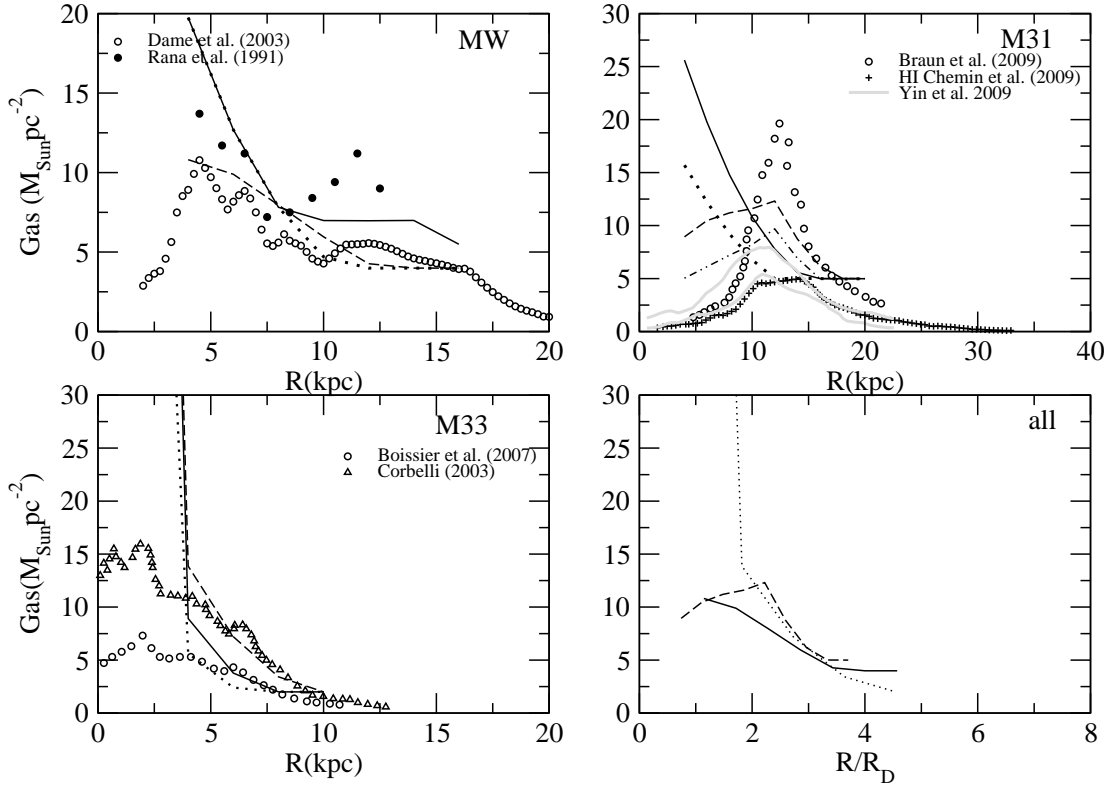 MW
Dame et al. (2003)
Rana et al. (1991)
Gas (M_Sun pc^-2)
20
15
10
5
0
0 5 10 15 20
R(kpc)
M31
Braun et al. (2009)
HI Chemin et al. (2009)
Yin et al. 2009
30
25
20
15
10
5
0
0 10 20 30 40
R(kpc)
M33
Boissier et al. (2007)
Corbelli (2003)
Gas(M_Sun pc^-2)
30
25
20
15
10
5
0
0 5 10 15 20
R(kpc)
all
30
25
20
15
10
5
0
0 2 4 6 8
R/R_D